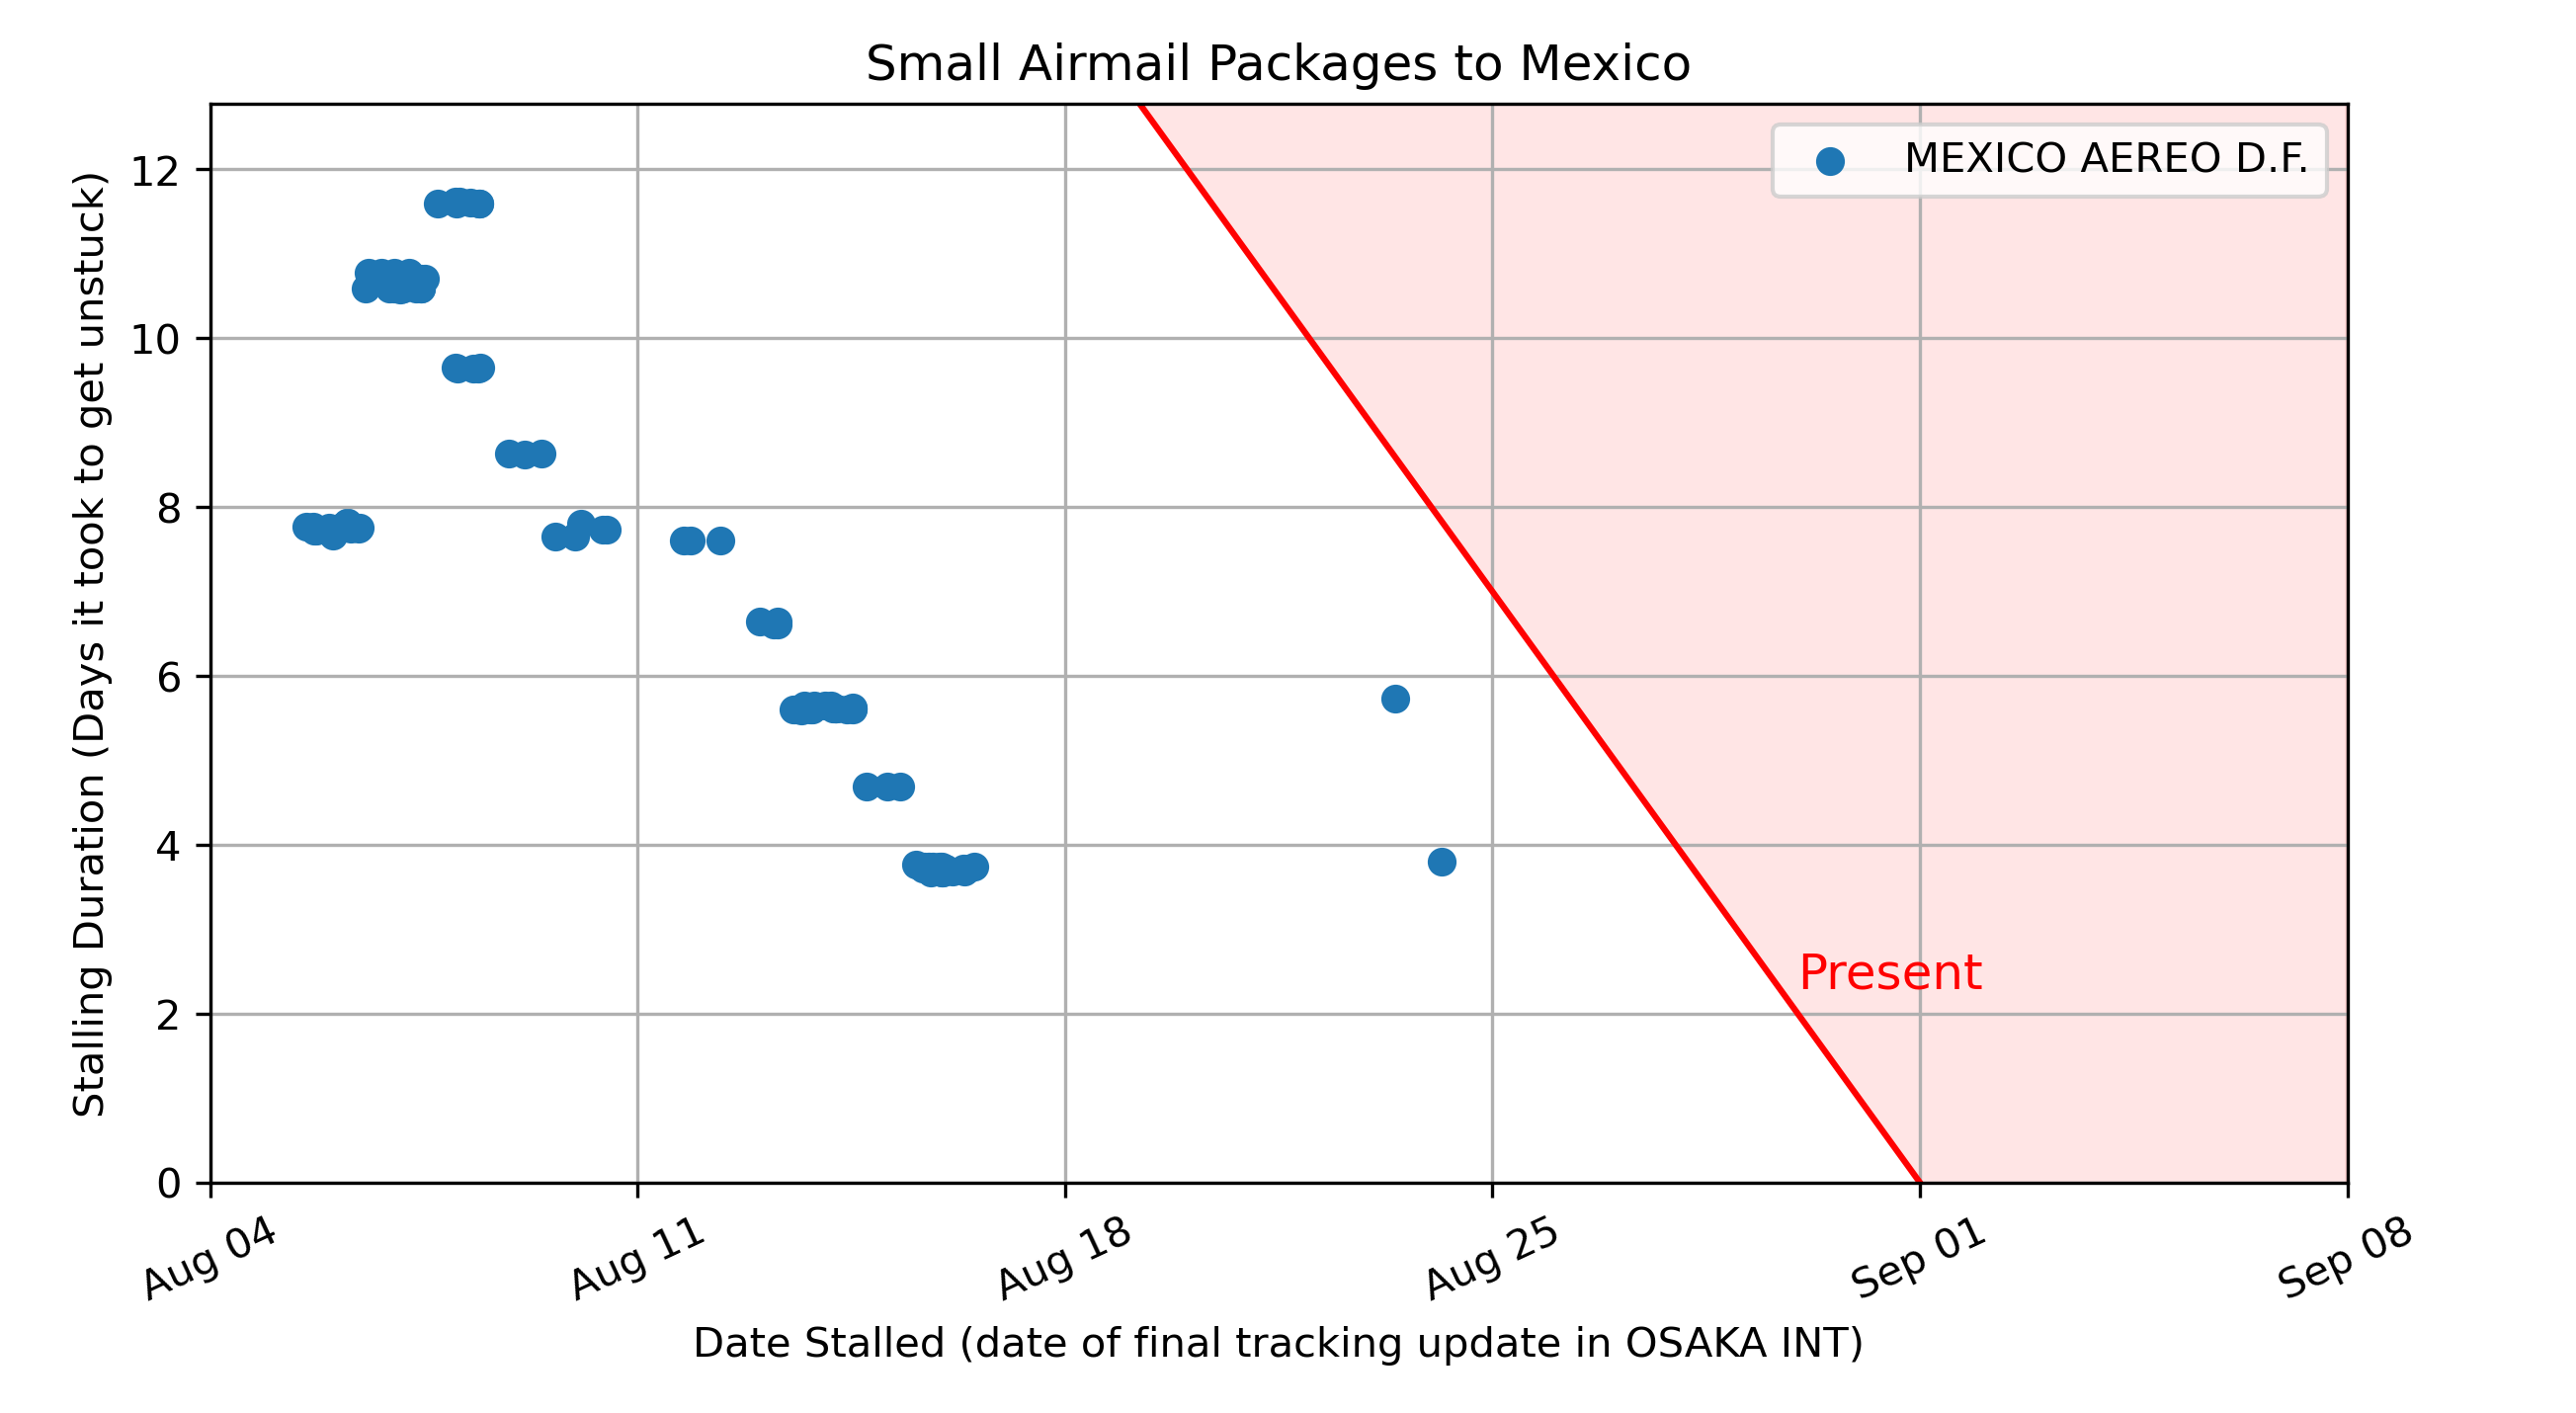 Small Airmail Packages to Mexico
MEXICO AEREO D.F.
Stalling Duration (Days it took to get unstuck)
12
10
8
6
4
2
0
Present
Aug 04
Aug 11
Aug 18
Aug 25
Sep 01
Sep 08
Date Stalled (date of final tracking update in OSAKA INT)